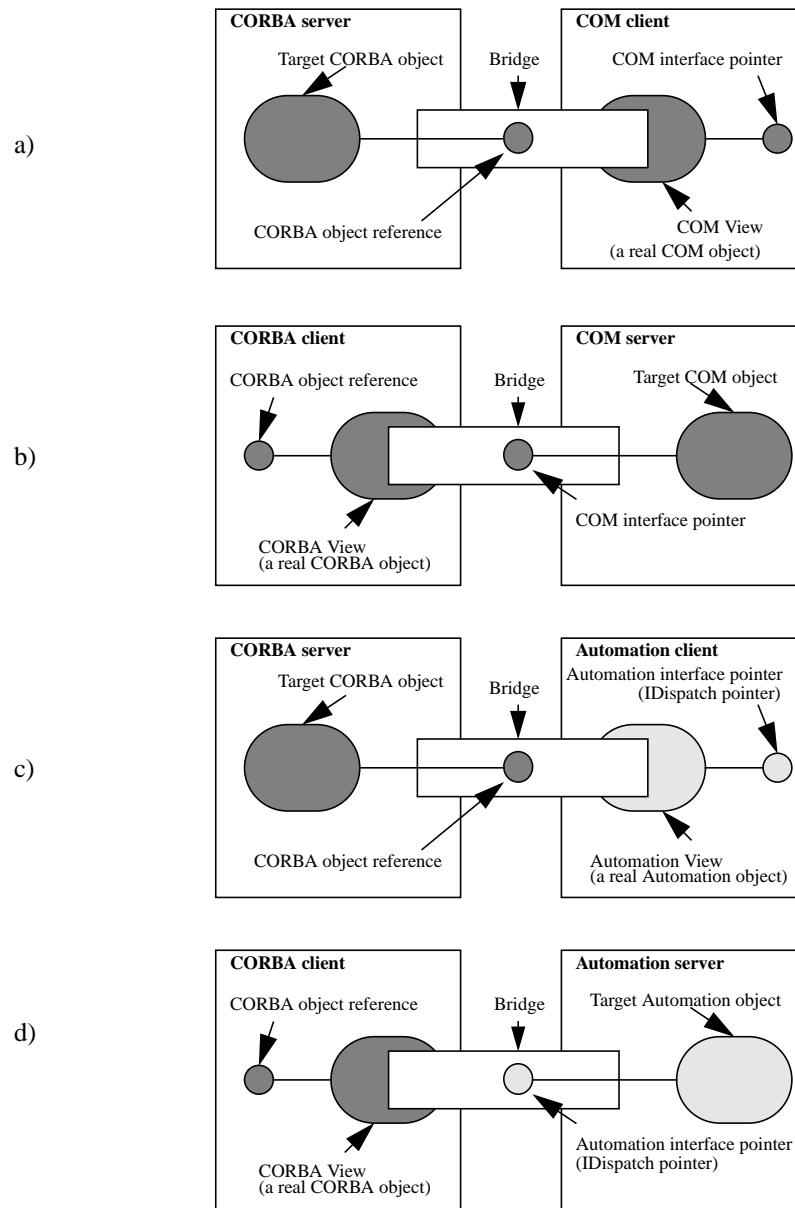 CORBA server
COM client
Target CORBA object
Bridge
COM interface pointer
a)
CORBA object reference
COM View
(a real COM object)
CORBA client
COM server
CORBA object reference
Bridge
Target COM object
b)
COM interface pointer
CORBA View
(a real CORBA object)
CORBA server
Automation client
Target CORBA object
Bridge
Automation interface pointer
(IDispatch pointer)
c)
CORBA object reference
Automation View
(a real Automation object)
CORBA client
Automation server
CORBA object reference
Bridge
Target Automation object
d)
Automation interface pointer
(IDispatch pointer)
CORBA View
(a real CORBA object)